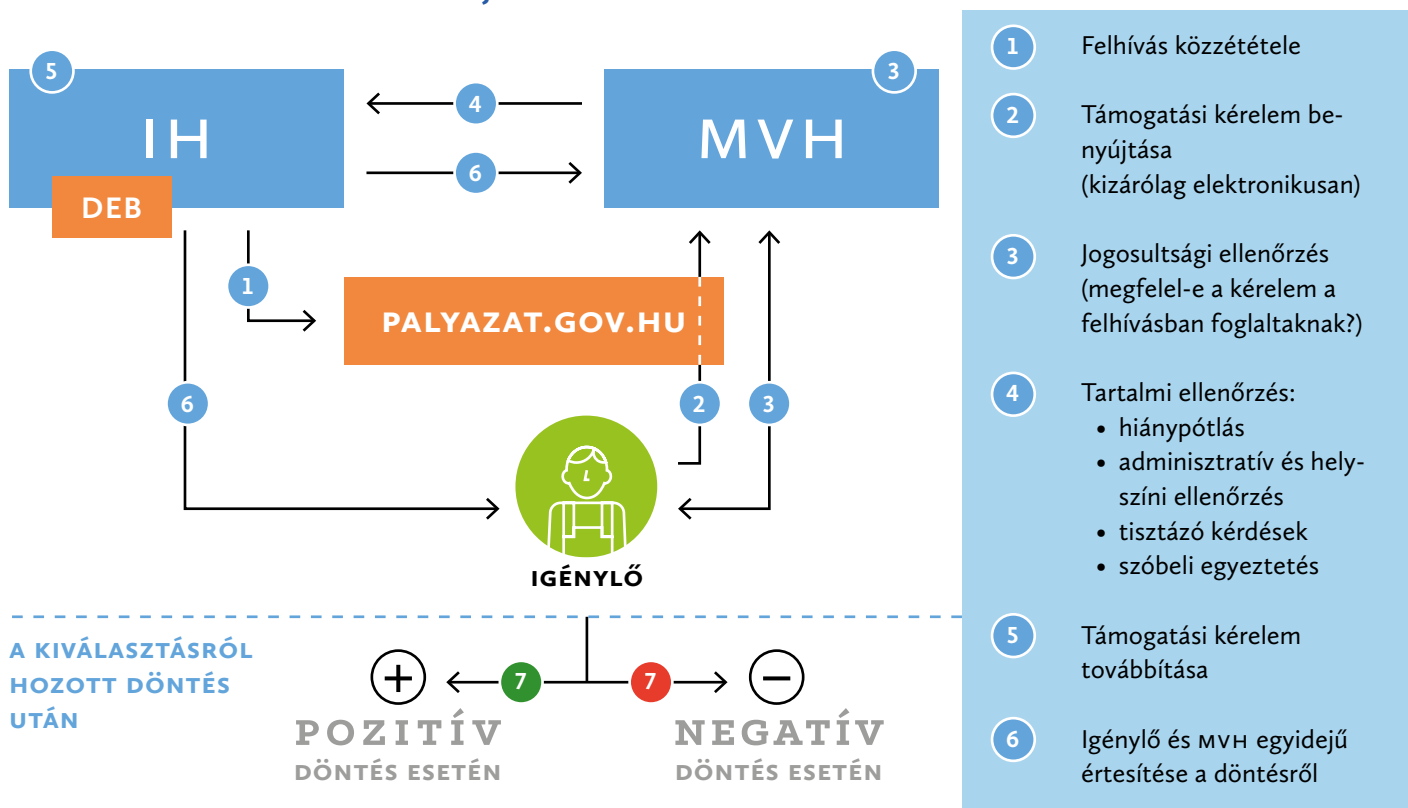 5
IH
DEB
4
6
3
MVH
1
PALYAZAT.GOV.HU
6
2
3
IGÉNYLŐ
A KIVÁLASZTÁSRÓL
HOZOTT DÖNTÉS
UTÁN
+
7
7
−
POZITÍV
DÖNTÉS ESETÉN
NEGATÍV
DÖNTÉS ESETÉN
1
Felhívás közzététele
2
Támogatási kérelem be-
nyújtása
(kizárólag elektronikusan)
3
Jogosultsági ellenőrzés
(megfelel-e a kérelem a
felhívásban foglaltaknak?)
4
Tartalmi ellenőrzés:
• hiánypótlás
• adminisztratív és hely-
színi ellenőrzés
• tisztázó kérdések
• szóbeli egyeztetés
5
Támogatási kérelem
továbbítása
6
Igénylő és MVH egyidejű
értesítése a döntésről